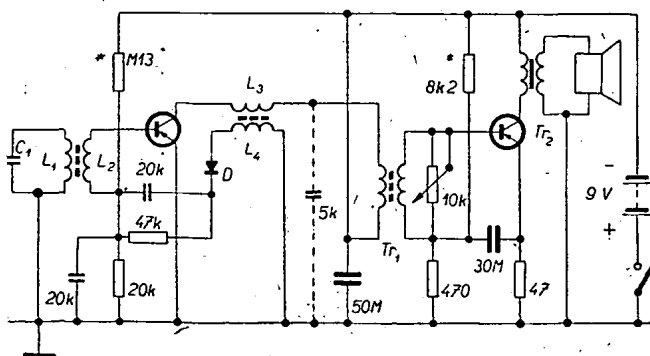 * M13
L3
* 8k2
C1 L1 L2 20k L4 D
Tr2
5k
10k
9 V
−
+
47k
Tr1
30M
20k 20k 50M 470 47